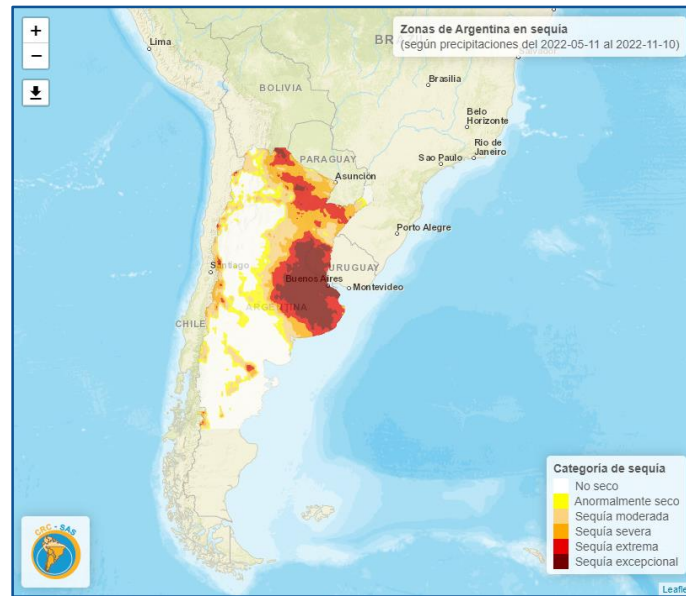 +
−
Zonas de Argentina en sequía
(según precipitaciones del 2022-05-11 al 2022-11-10)
Lima
BOLIVIA
Brasilia
Belo
Horizonte
Rio de
Janeiro
Sao Paulo
PARAGUAY
Asunción
Porto Alegre
URUGUAY
Santiago
Buenos Aires
Montevideo
ARGENTINA
CHILE
Categoría de sequía
No seco
Anormalmente seco
Sequía moderada
Sequía severa
Sequía extrema
Sequía excepcional
CRC - SAS
Leafle